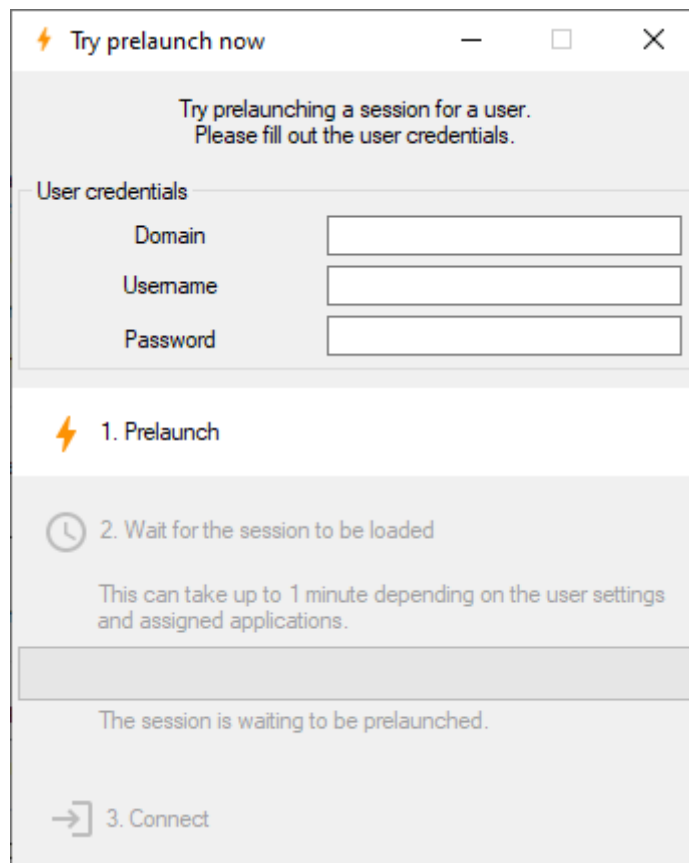 Try prelaunch now
Try prelaunching a session for a user.
Please fill out the user credentials.
User credentials
Domain
Username
Password
1. Prelaunch
2. Wait for the session to be loaded
This can take up to 1 minute depending on the user settings
and assigned applications.
The session is waiting to be prelaunched.
3. Connect